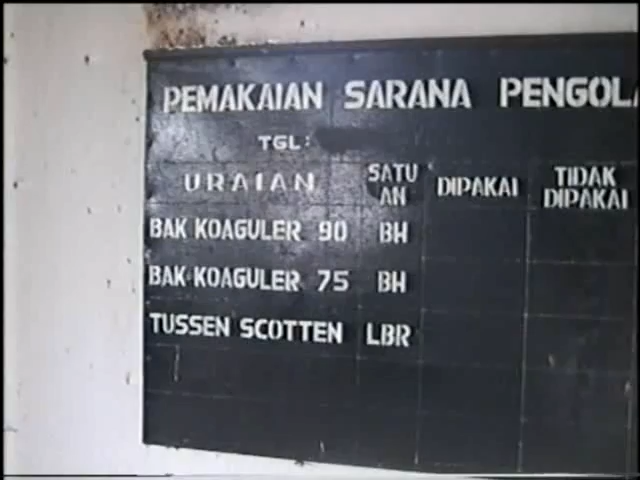 PEMAKAIAN SARANA PENGOLA
TGL:
URAIAN SATU AN DIPAKAI TIDAK DIPAKAI
BAK KOAGULER 90 BH
BAK KOAGULER 75 BH
TUSSEN SCOTTEN LBR